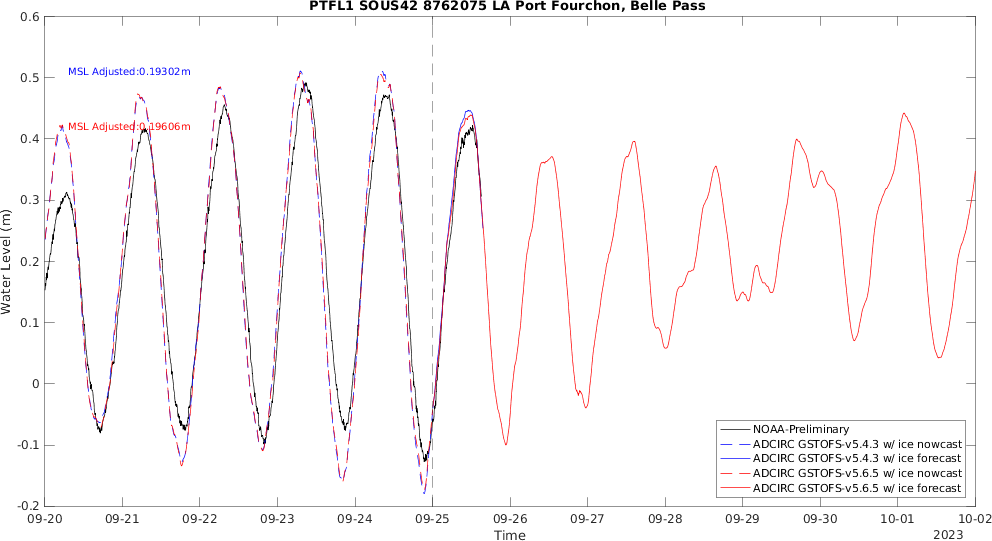 PTFL1 SOUS42 8762075 LA Port Fourchon, Belle Pass
0.6
0.5
0.4
0.3
0.2
0.1
0
-0.1
-0.2
Water Level (m)
MSL Adjusted:0.19302m
MSL Adjusted:0.19606m
NOAA-Preliminary
ADCIRC GSTOFS-v5.4.3 w/ ice nowcast
ADCIRC GSTOFS-v5.4.3 w/ ice forecast
ADCIRC GSTOFS-v5.6.5 w/ ice nowcast
ADCIRC GSTOFS-v5.6.5 w/ ice forecast
09-20 09-21 09-22 09-23 09-24 09-25 09-26 09-27 09-28 09-29 09-30 10-01 10-02
Time
2023